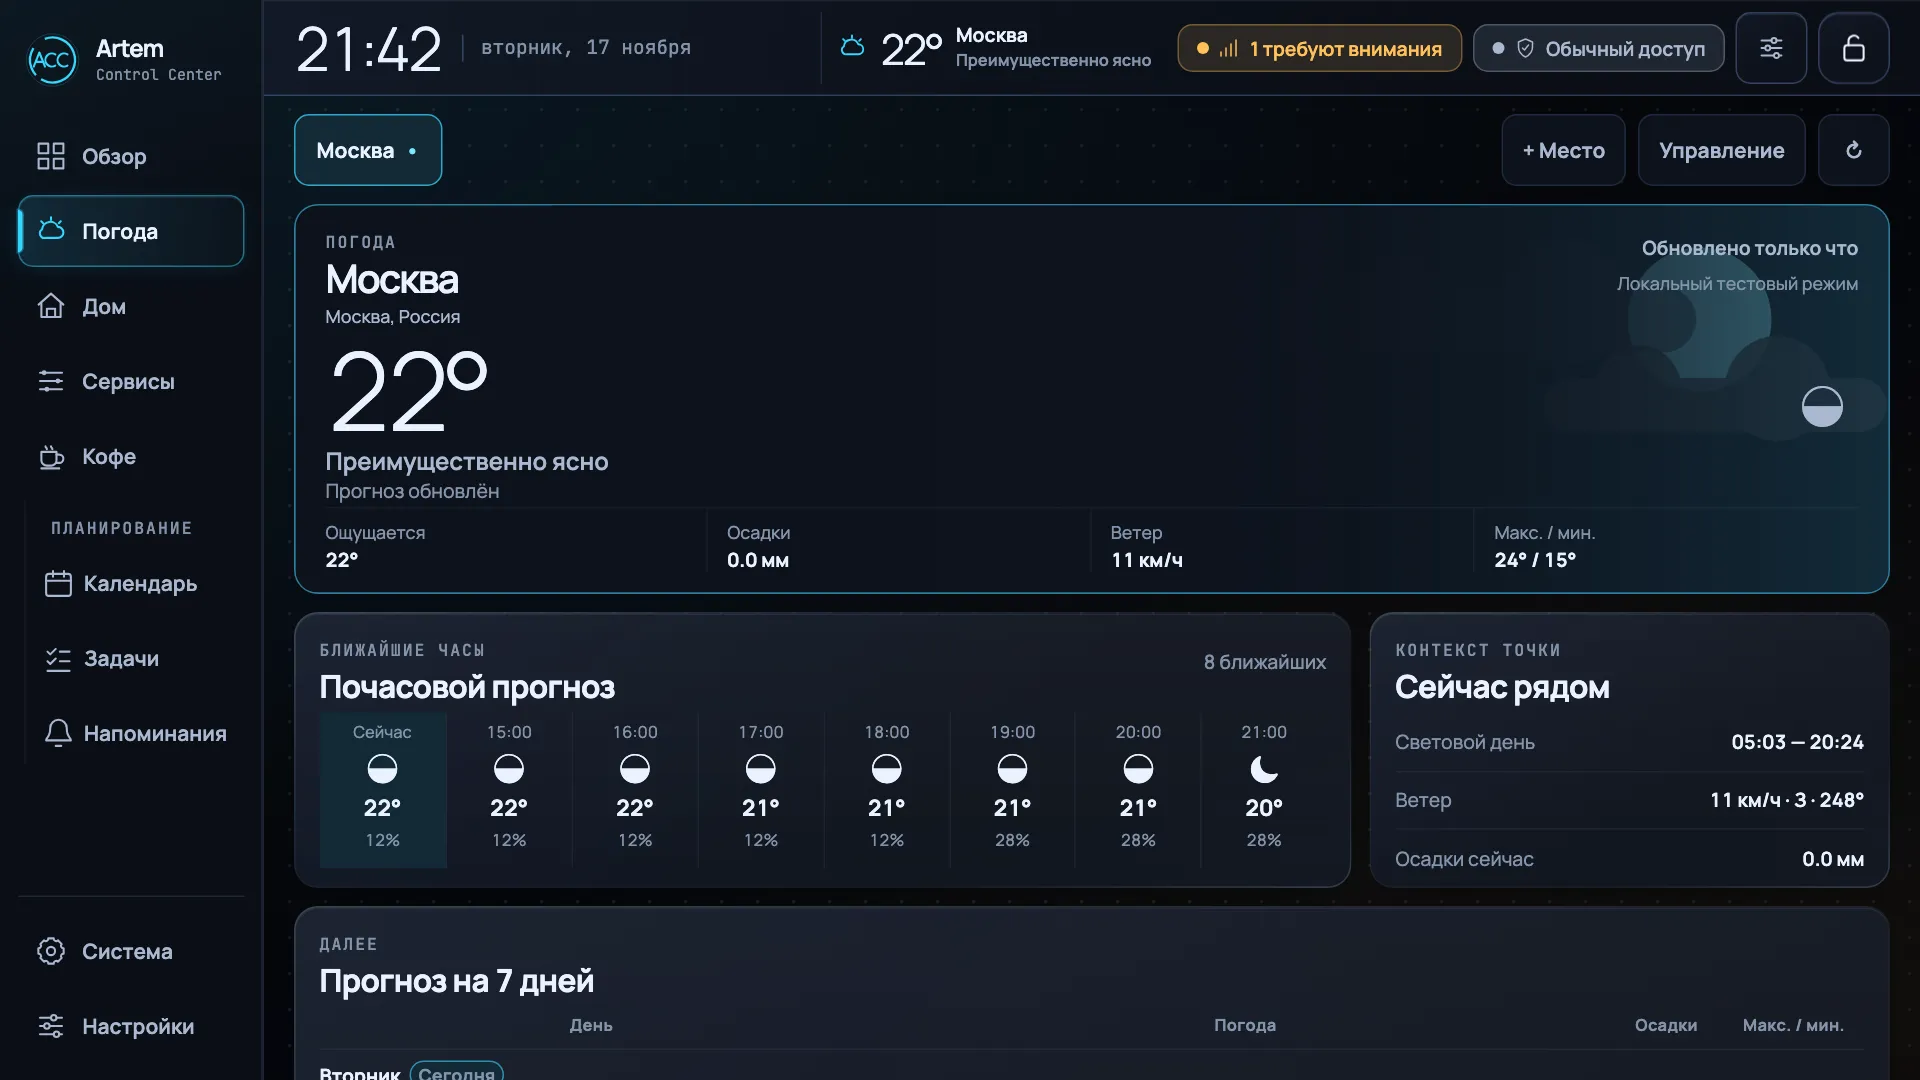 ACC
Artem
Control Center
21:42
вторник, 17 ноября
22°
Москва
Преимущественно ясно
1 требуют внимания
Обычный доступ
Обзор
Погода
Дом
Сервисы
Кофе
ПЛАНИРОВАНИЕ
Календарь
Задачи
Напоминания
Система
Настройки
Москва •
+ Место
Управление
ПОГОДА
Москва
Москва, Россия
22°
Преимущественно ясно
Прогноз обновлён
Обновлено только что
Локальный тестовый режим
Ощущается
22°
Осадки
0.0 мм
Ветер
11 км/ч
Макс. / мин.
24° / 15°
БЛИЖАЙШИЕ ЧАСЫ
Почасовой прогноз
8 ближайших
Сейчас 15:00 16:00 17:00 18:00 19:00 20:00 21:00
22° 22° 22° 21° 21° 21° 21° 20°
12% 12% 12% 12% 12% 28% 28% 28%
КОНТЕКСТ ТОЧКИ
Сейчас рядом
Световой день 05:03 — 20:24
Ветер 11 км/ч · З · 248°
Осадки сейчас 0.0 мм
ДАЛЕЕ
Прогноз на 7 дней
День Погода Осадки Макс. / мин.
Вторник Сегодня